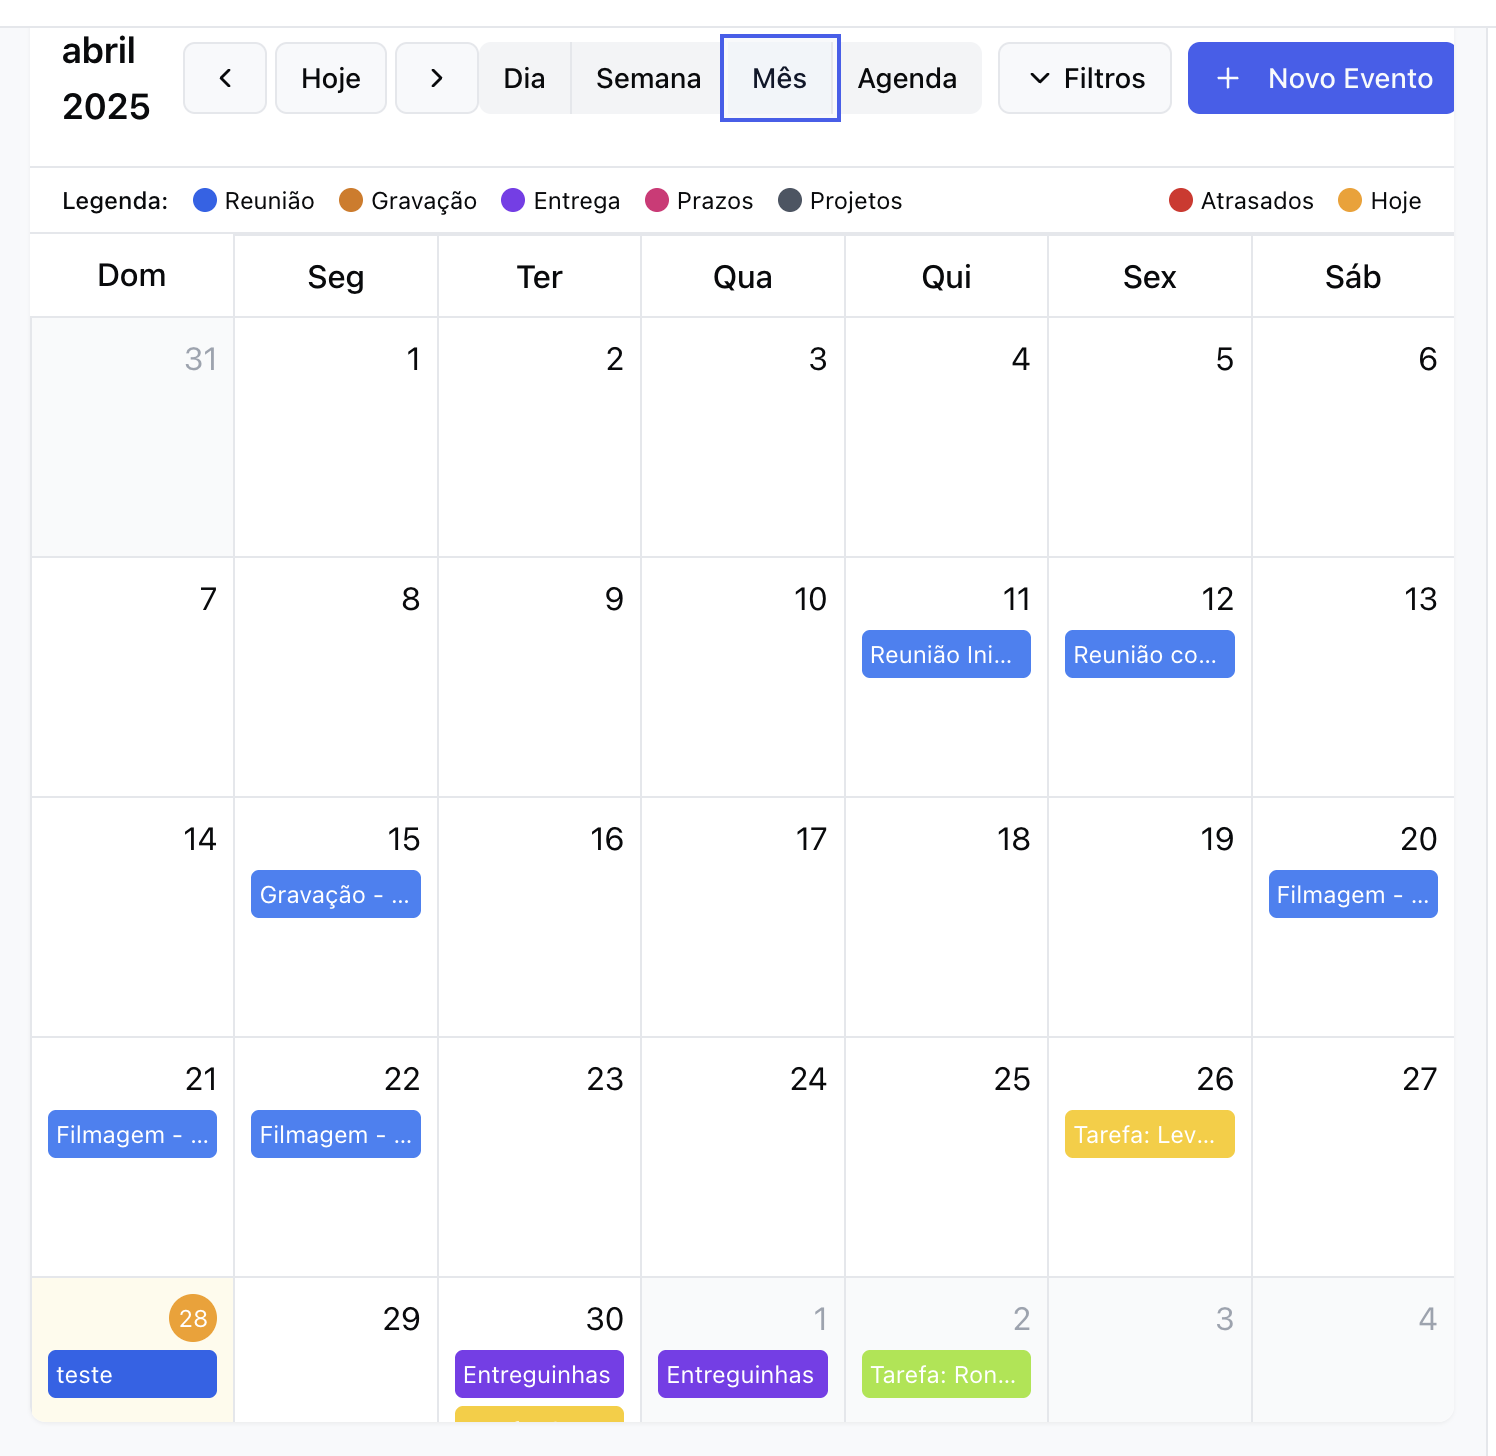 abril
2025
Hoje
Dia
Semana
Mês
Agenda
Filtros
+ Novo Evento
Legenda: Reunião Gravação Entrega Prazos Projetos Atrasados Hoje
Dom Seg Ter Qua Qui Sex Sáb
31 1 2 3 4 5 6
7 8 9 10 11 12 13
Reunião Ini... Reunião co...
14 15 16 17 18 19 20
Gravação - ... Filmagem - ...
21 22 23 24 25 26 27
Filmagem - ... Filmagem - ... Tarefa: Lev...
28 29 30 1 2 3 4
teste Entreguinhas Entreguinhas Tarefa: Ron...